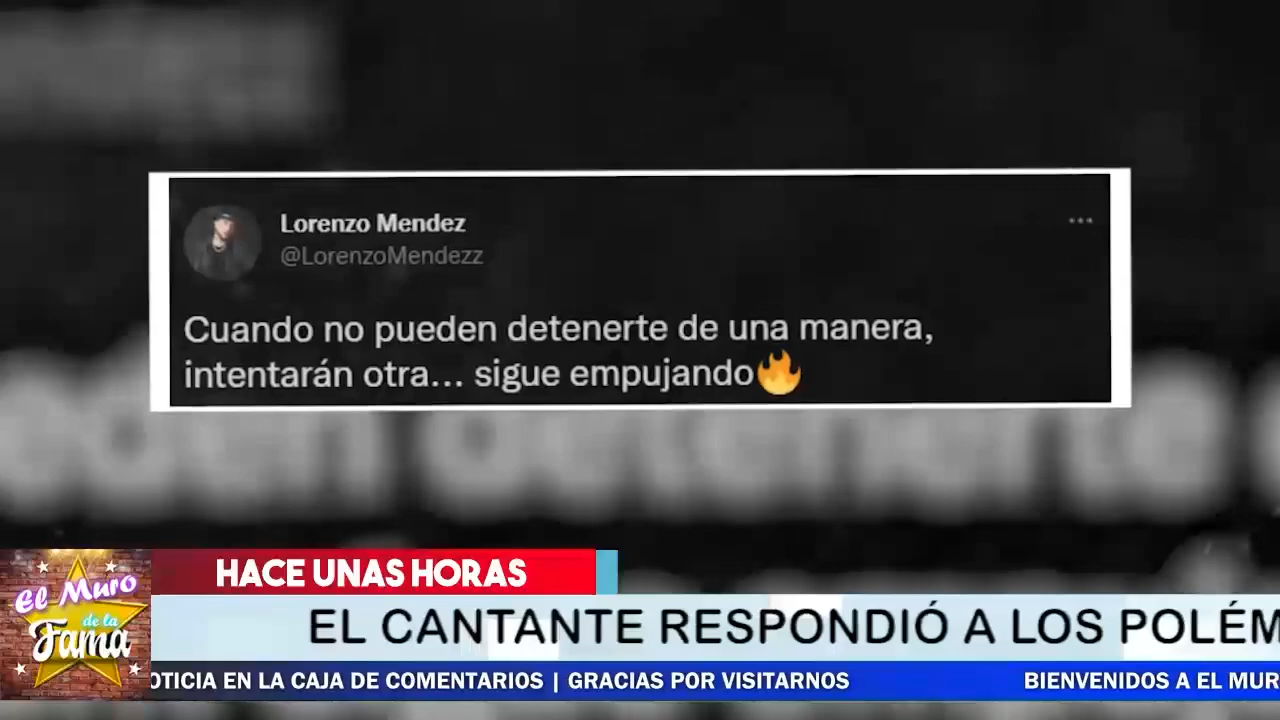 Lorenzo Mendez
@LorenzoMendezz
Cuando no pueden detenerte de una manera,
intentarán otra... sigue empujando🔥
HACE UNAS HORAS
EL CANTANTE RESPONDIÓ A LOS POLÉM
El Muro
de la
Fama
OTICIA EN LA CAJA DE COMENTARIOS | GRACIAS POR VISITARNOS
BIENVENIDOS A EL MUR